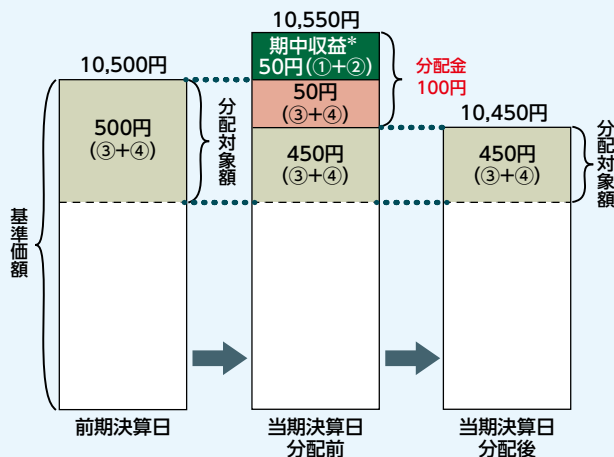 10,550円
期中収益*
50円(①+②)
分配金
100円
10,500円
50円
(③+④)
10,450円
500円
(③+④)
分配対象額
450円
(③+④)
450円
(③+④)
分配対象額
基準価額
前期決算日
当期決算日
分配前
当期決算日
分配後